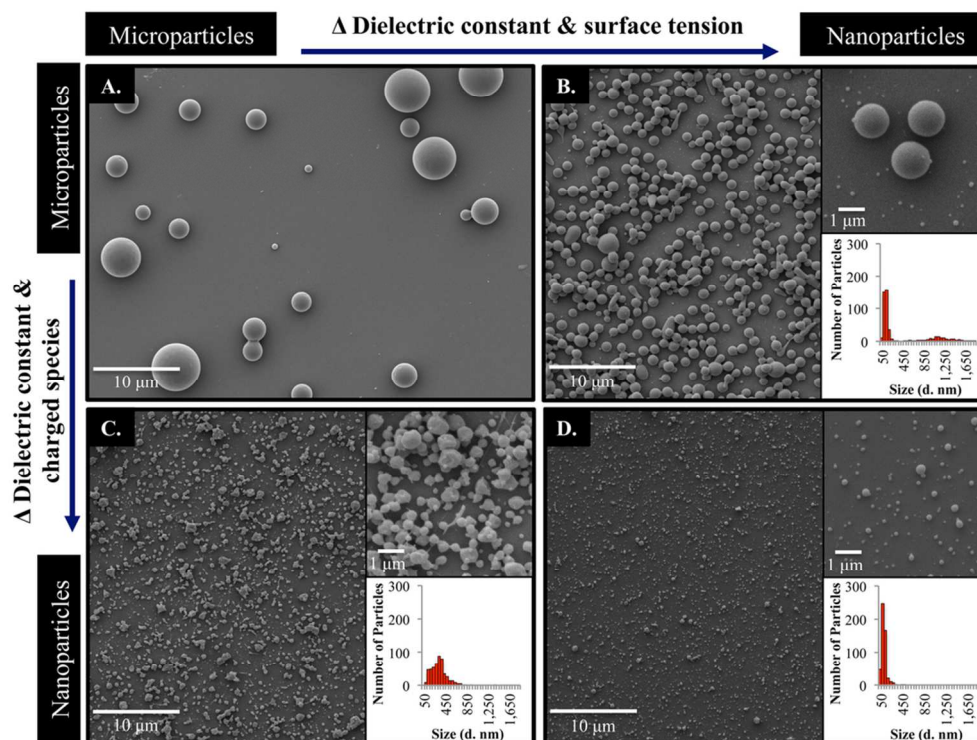 Microparticles
Δ Dielectric constant & surface tension
Nanoparticles
Microparticles
Δ Dielectric constant &
charged species
Nanoparticles
A.
10 μm
B.
10 μm
1 μm
Number of Particles
300
200
100
0
50
450
850
1,250
1,650
Size (d. nm)
C.
10 μm
1 μm
Number of Particles
300
200
100
0
50
450
850
1,250
1,650
Size (d. nm)
D.
10 μm
1 μm
Number of Particles
300
200
100
0
50
450
850
1,250
1,650
Size (d. nm)